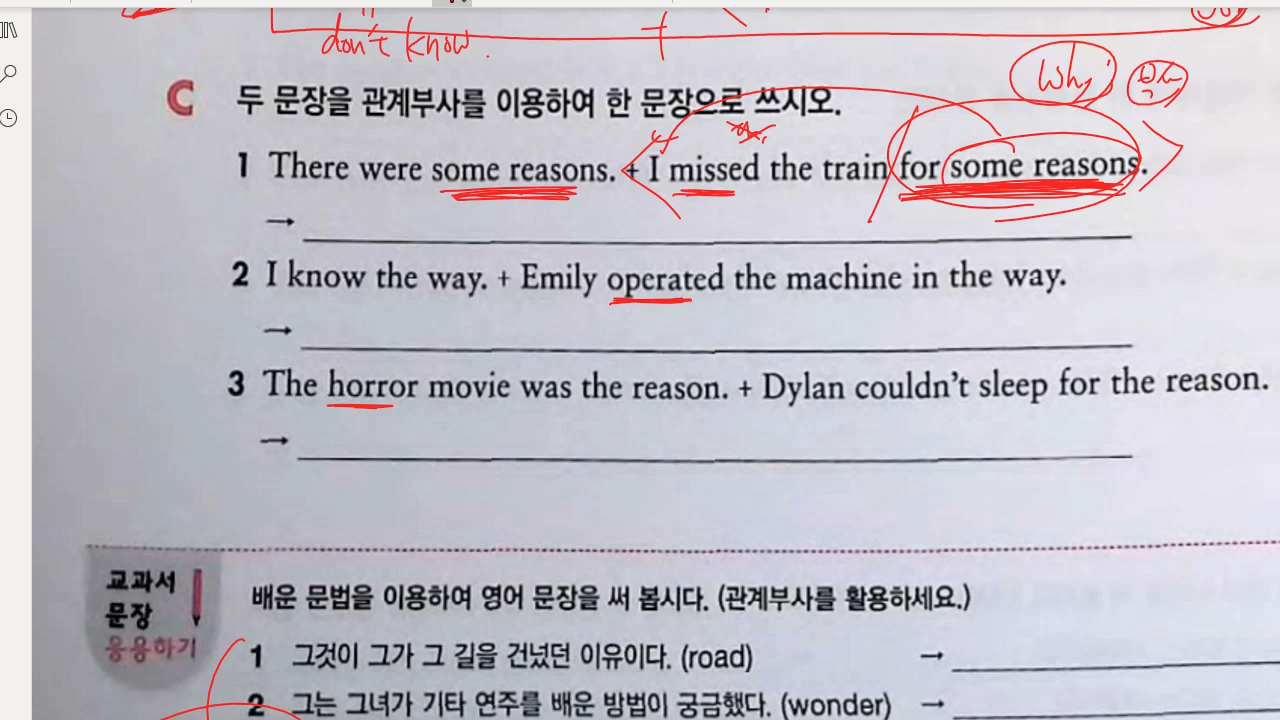 don't know.
Why?
C 두 문장을 관계부사를 이용하여 한 문장으로 쓰시오.
1 There were some reasons. + I missed the train for some reasons.
→
2 I know the way. + Emily operated the machine in the way.
→
3 The horror movie was the reason. + Dylan couldn't sleep for the reason.
→
교과서
문장
응용하기
배운 문법을 이용하여 영어 문장을 써 봅시다. (관계부사를 활용하세요.)
1 그것이 그가 그 길을 건넜던 이유이다. (road) →
2 그는 그녀가 기타 연주를 배운 방법이 궁금했다. (wonder) →